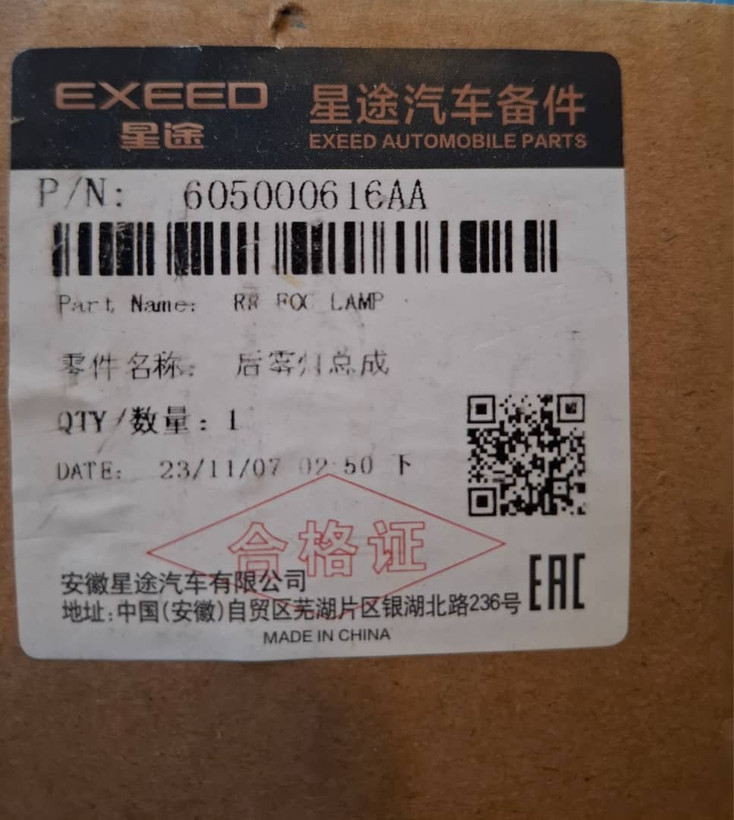 EXEED
星途
星途汽车备件
EXEED AUTOMOBILE PARTS
P/N: 605000616AA
Part Name: RR FOG LAMP
零件名称: 后雾灯总成
QTY/数量: 1
DATE: 23/11/07 02:50 下
合格证
安徽星途汽车有限公司
地址:中国(安徽)自贸区芜湖片区银湖北路236号
EAC
MADE IN CHINA